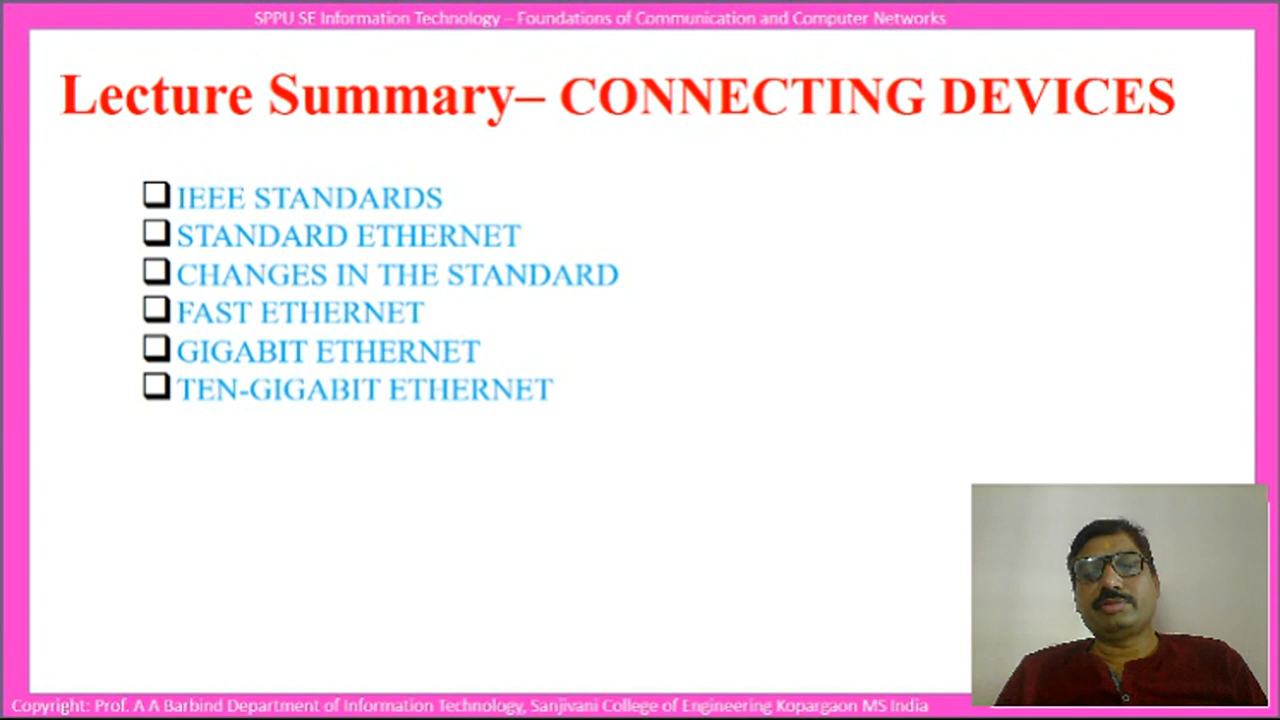 SPPU SE Information Technology – Foundations of Communication and Computer Networks
Lecture Summary– CONNECTING DEVICES
IEEE STANDARDS
STANDARD ETHERNET
CHANGES IN THE STANDARD
FAST ETHERNET
GIGABIT ETHERNET
TEN-GIGABIT ETHERNET
Copyright: Prof. A A Barbind Department of Information Technology, Sanjivani College of Engineering Kopargaon MS India